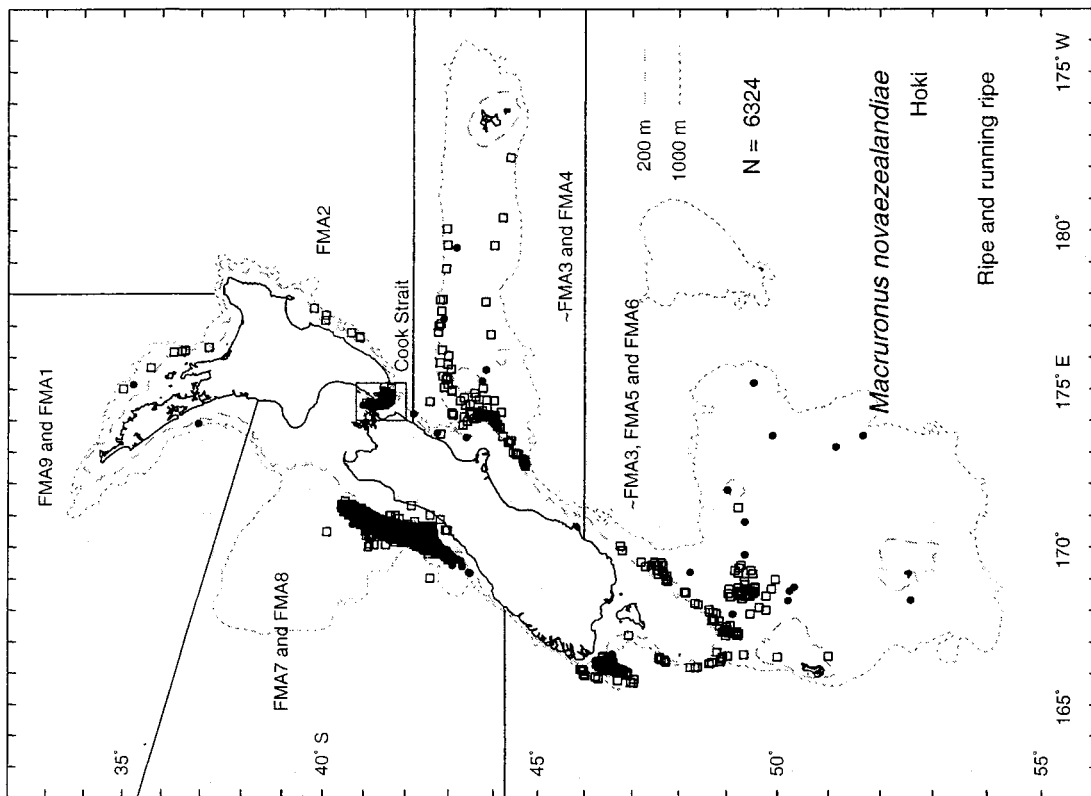 FMA9 and FMA1
FMA2
FMA7 and FMA8
Cook Strait
~FMA3 and FMA4
~FMA3, FMA5 and FMA6
200 m
1000 m
N = 6324
Macruronus novaezealandiae
Hoki
Ripe and running ripe
35˚
40˚ S
45˚
50˚
55˚
165˚
170˚
175˚ E
180˚
175˚ W